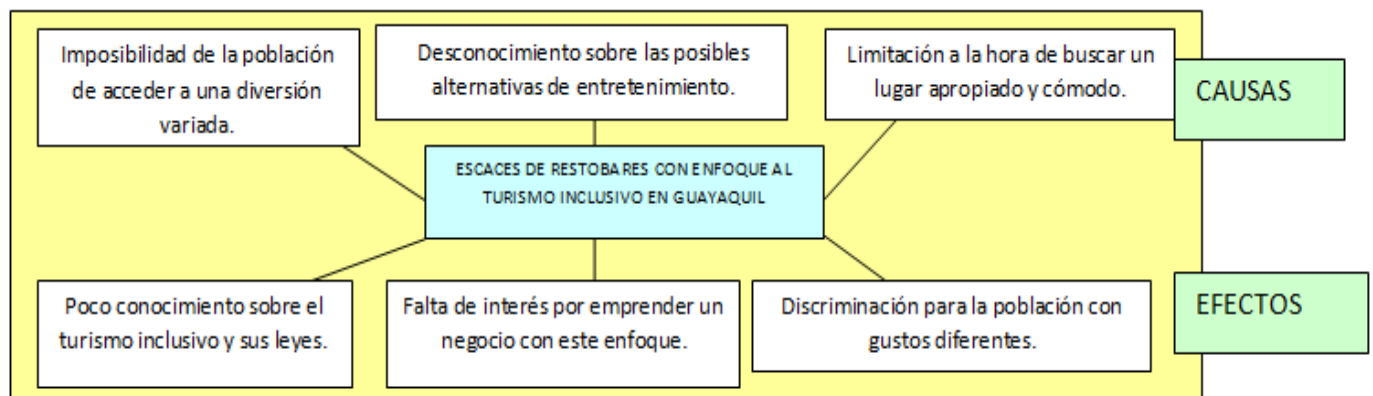 Imposibilidad de la población
de acceder a una diversión
variada.
Desconocimiento sobre las posibles
alternativas de entretenimiento.
Limitación a la hora de buscar un
lugar apropiado y cómodo.
CAUSAS
ESCACES DE RESTOBARES CON ENFOQUE AL
TURISMO INCLUSIVO EN GUAYAQUIL
Poco conocimiento sobre el
turismo inclusivo y sus leyes.
Falta de interés por emprender un
negocio con este enfoque.
Discriminación para la población con
gustos diferentes.
EFECTOS